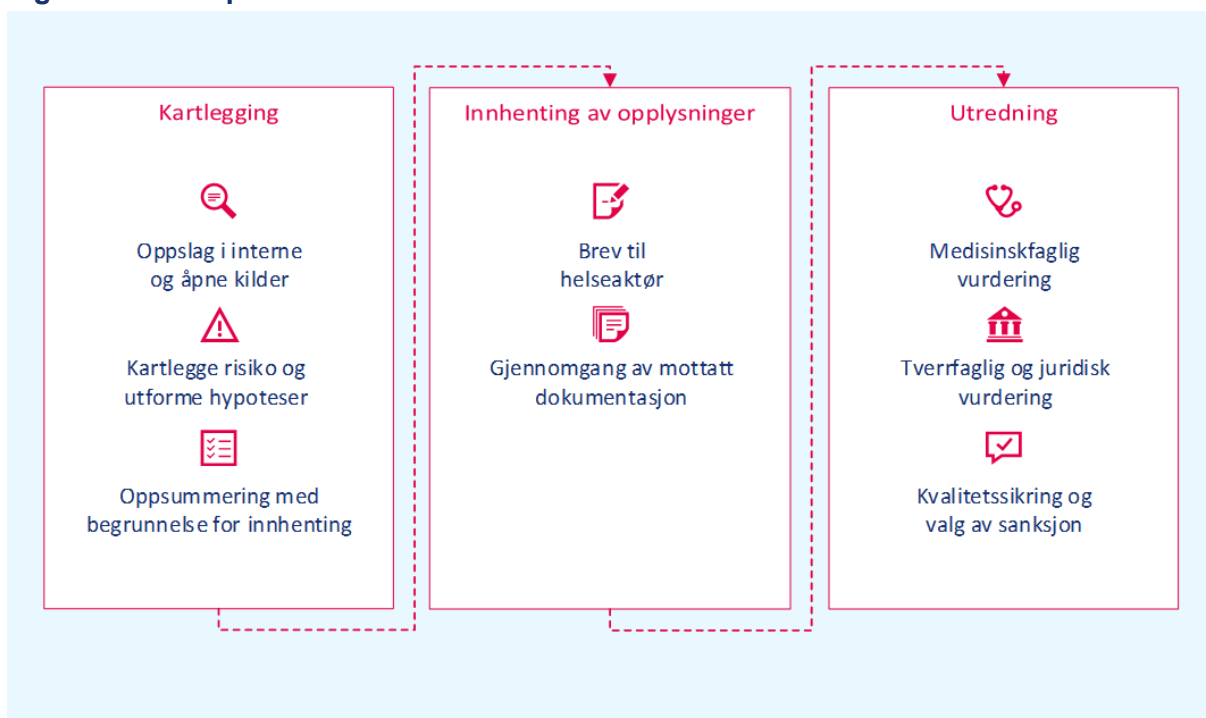 Kartlegging
Oppslag i interne
og åpne kilder
Kartlegge risiko og
utforme hypoteser
Oppsummering med
begrunnelse for innhenting
Innhenting av opplysninger
Brev til
helseaktør
Gjennomgang av mottatt
dokumentasjon
Utredning
Medisinskfaglig
vurdering
Tverrfaglig og juridisk
vurdering
Kvalitetssikring og
valg av sanksjon